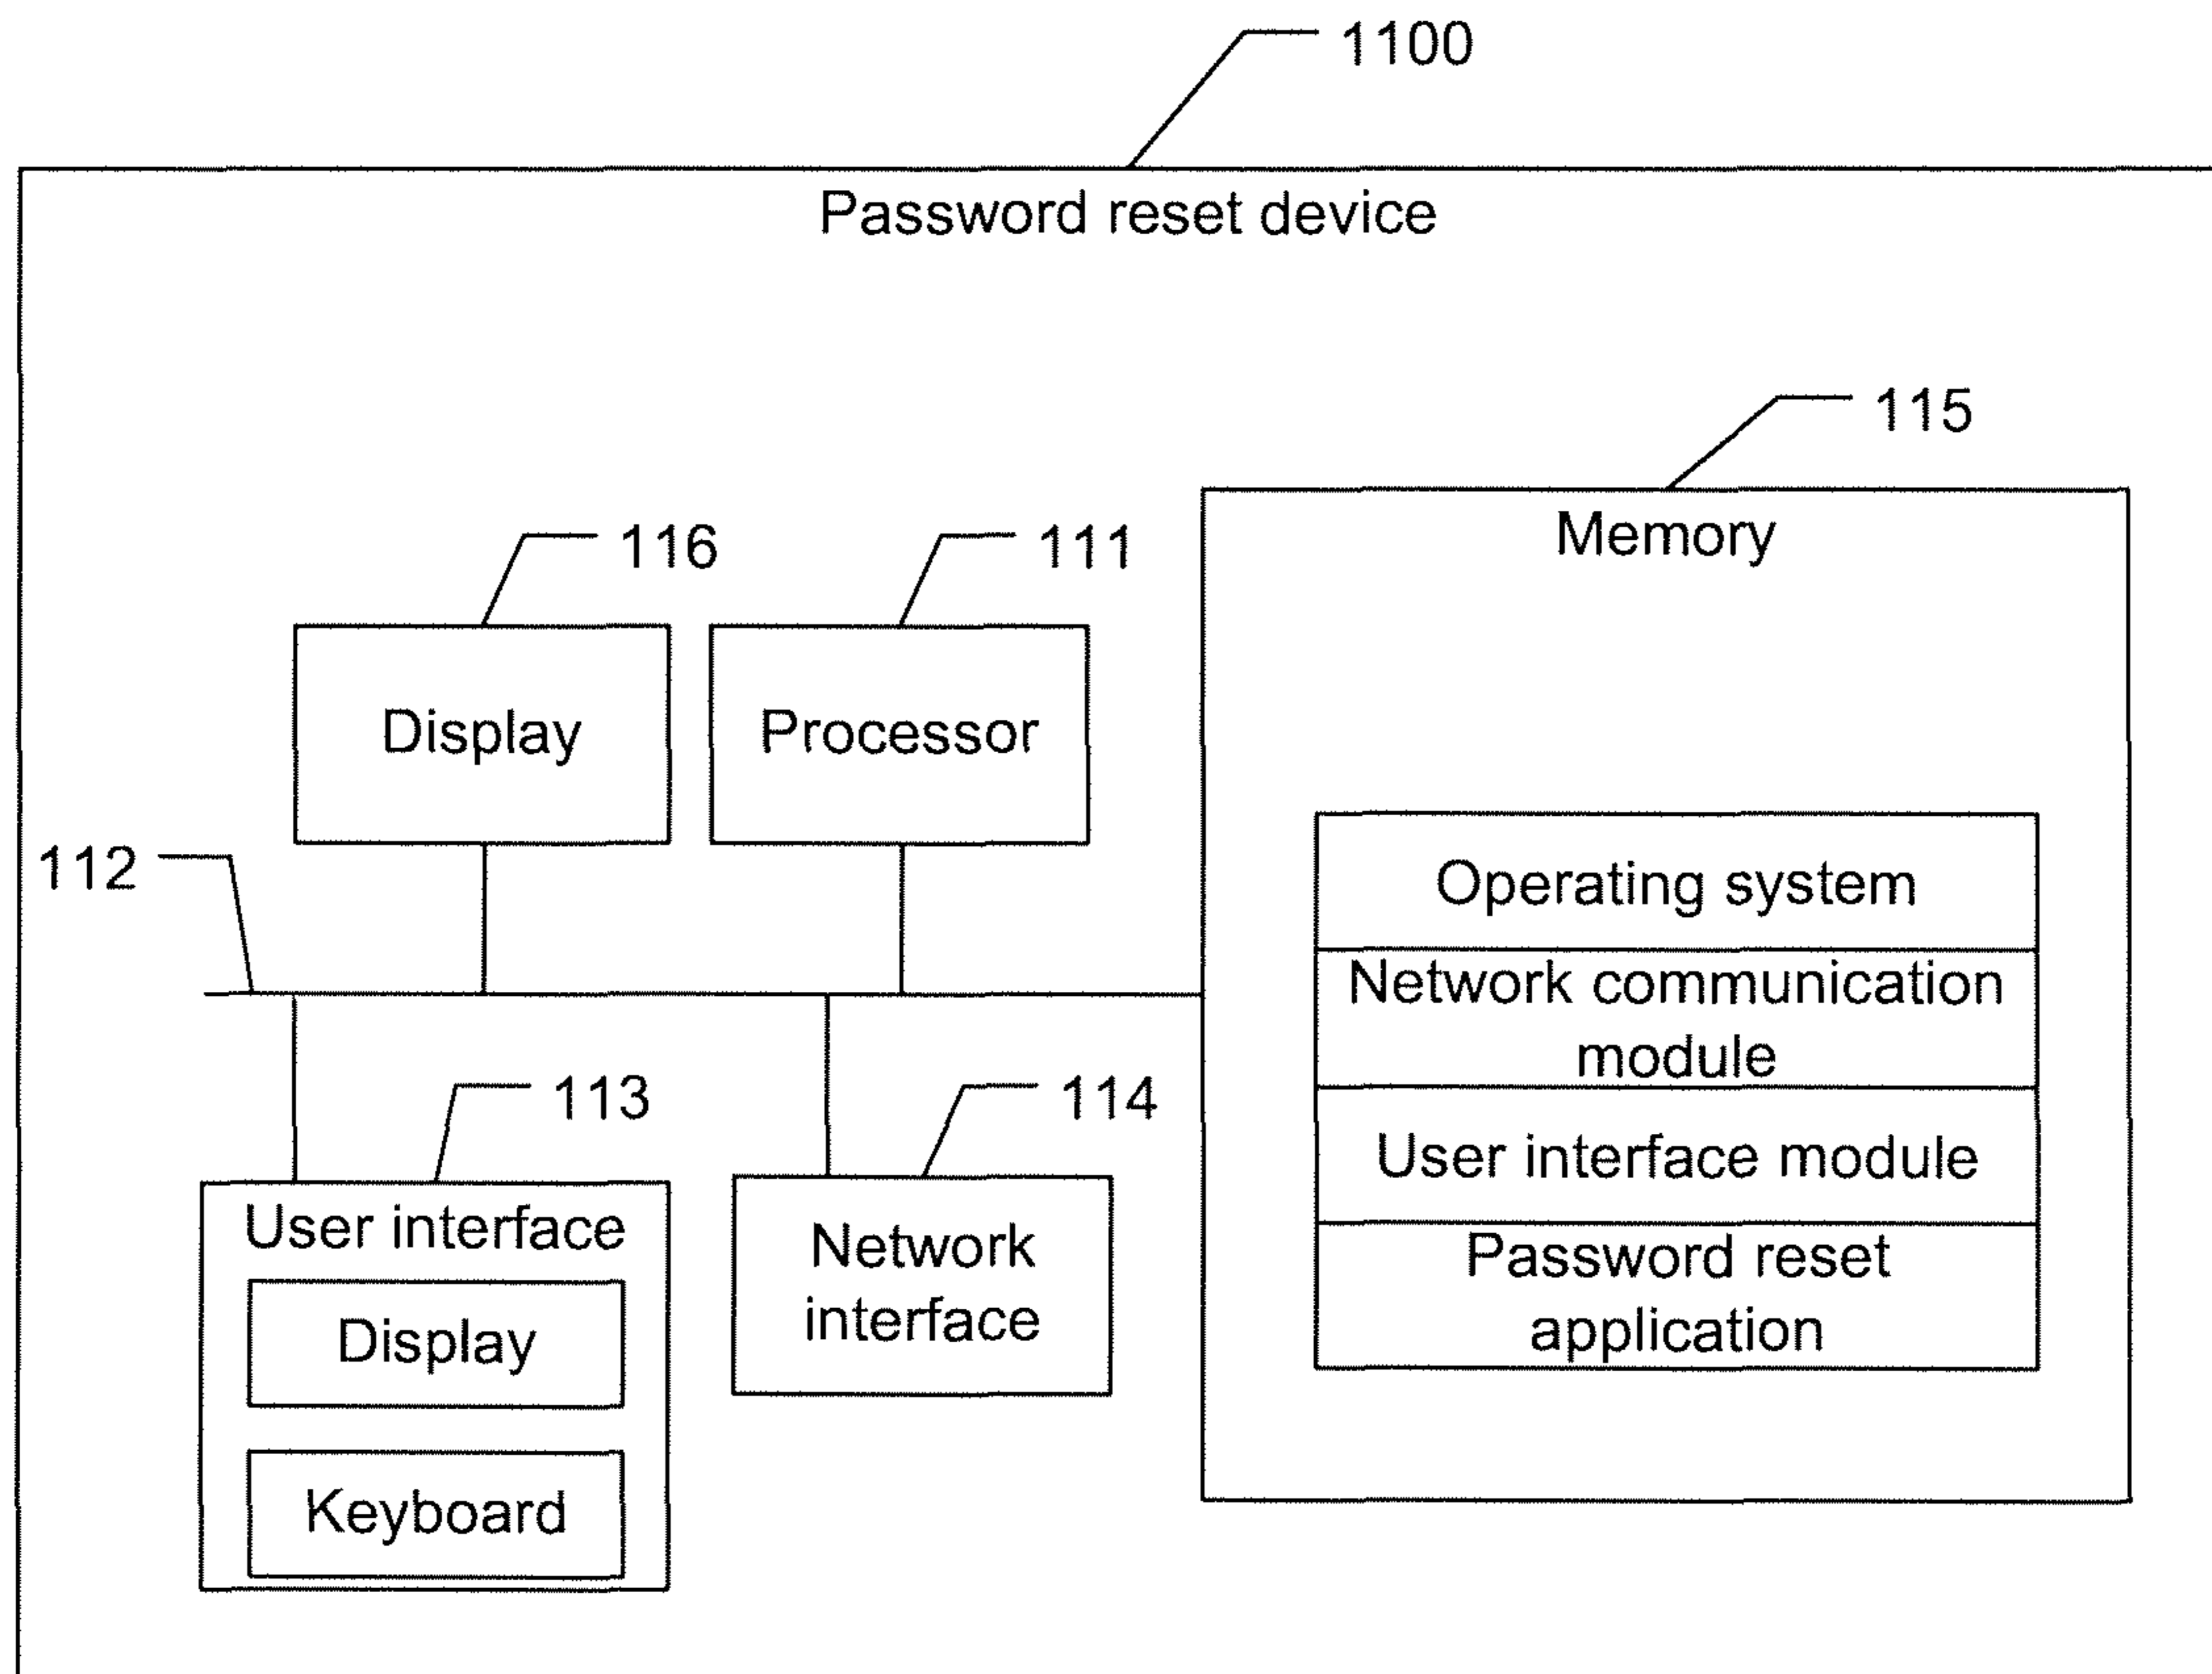 1100
Password reset device
115
Memory
116
111
Display
Processor
112
Operating system
Network communication
module
User interface module
Password reset
application
113
114
User interface
Display
Keyboard
Network
interface